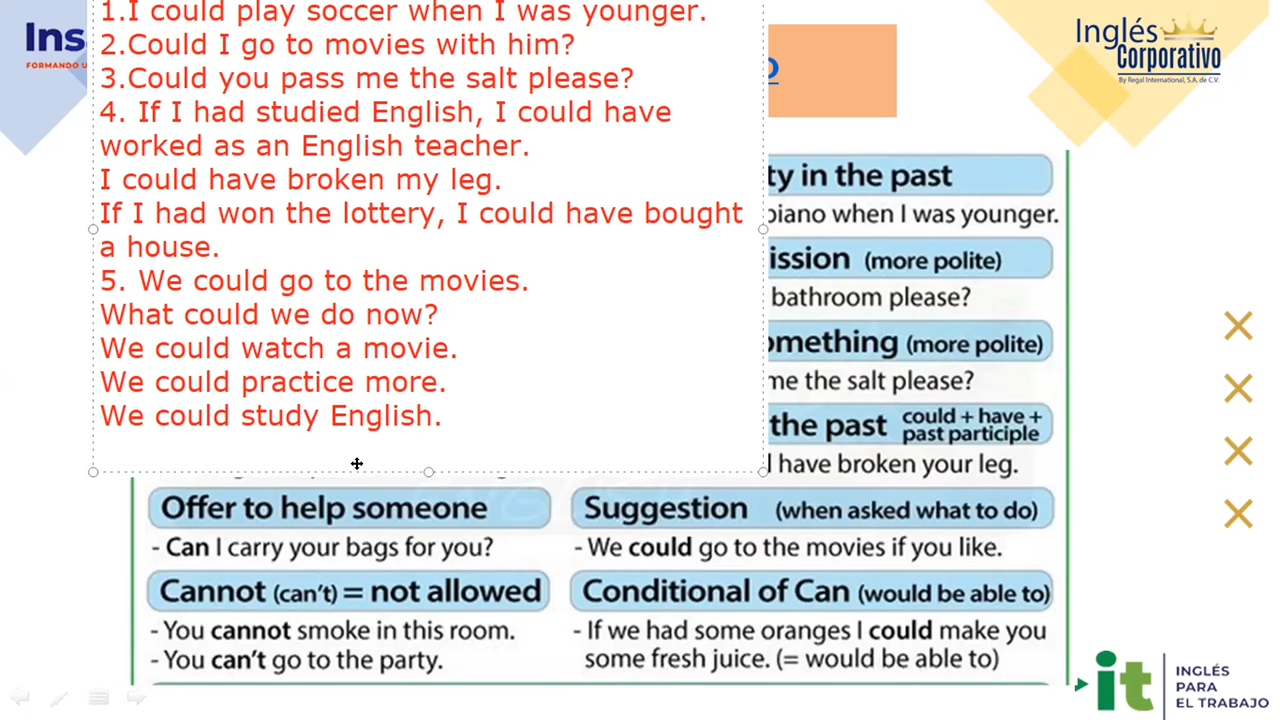 Ins
FORMANDO U
1.I could play soccer when I was younger.
2.Could I go to movies with him?
3.Could you pass me the salt please?
4. If I had studied English, I could have
worked as an English teacher.
I could have broken my leg.
If I had won the lottery, I could have bought
a house.
5. We could go to the movies.
What could we do now?
We could watch a movie.
We could practice more.
We could study English.
Inglés
Corporativo
By Regal International, S.A. de C.V.
ty in the past
piano when I was younger.
ission (more polite)
bathroom please?
omething (more polite)
me the salt please?
the past could + have +
past participle
have broken your leg.
Offer to help someone
- Can I carry your bags for you?
Cannot (can't) = not allowed
- You cannot smoke in this room.
- You can't go to the party.
Suggestion (when asked what to do)
- We could go to the movies if you like.
Conditional of Can (would be able to)
- If we had some oranges I could make you
some fresh juice. (= would be able to)
it
INGLÉS
PARA
EL TRABAJO